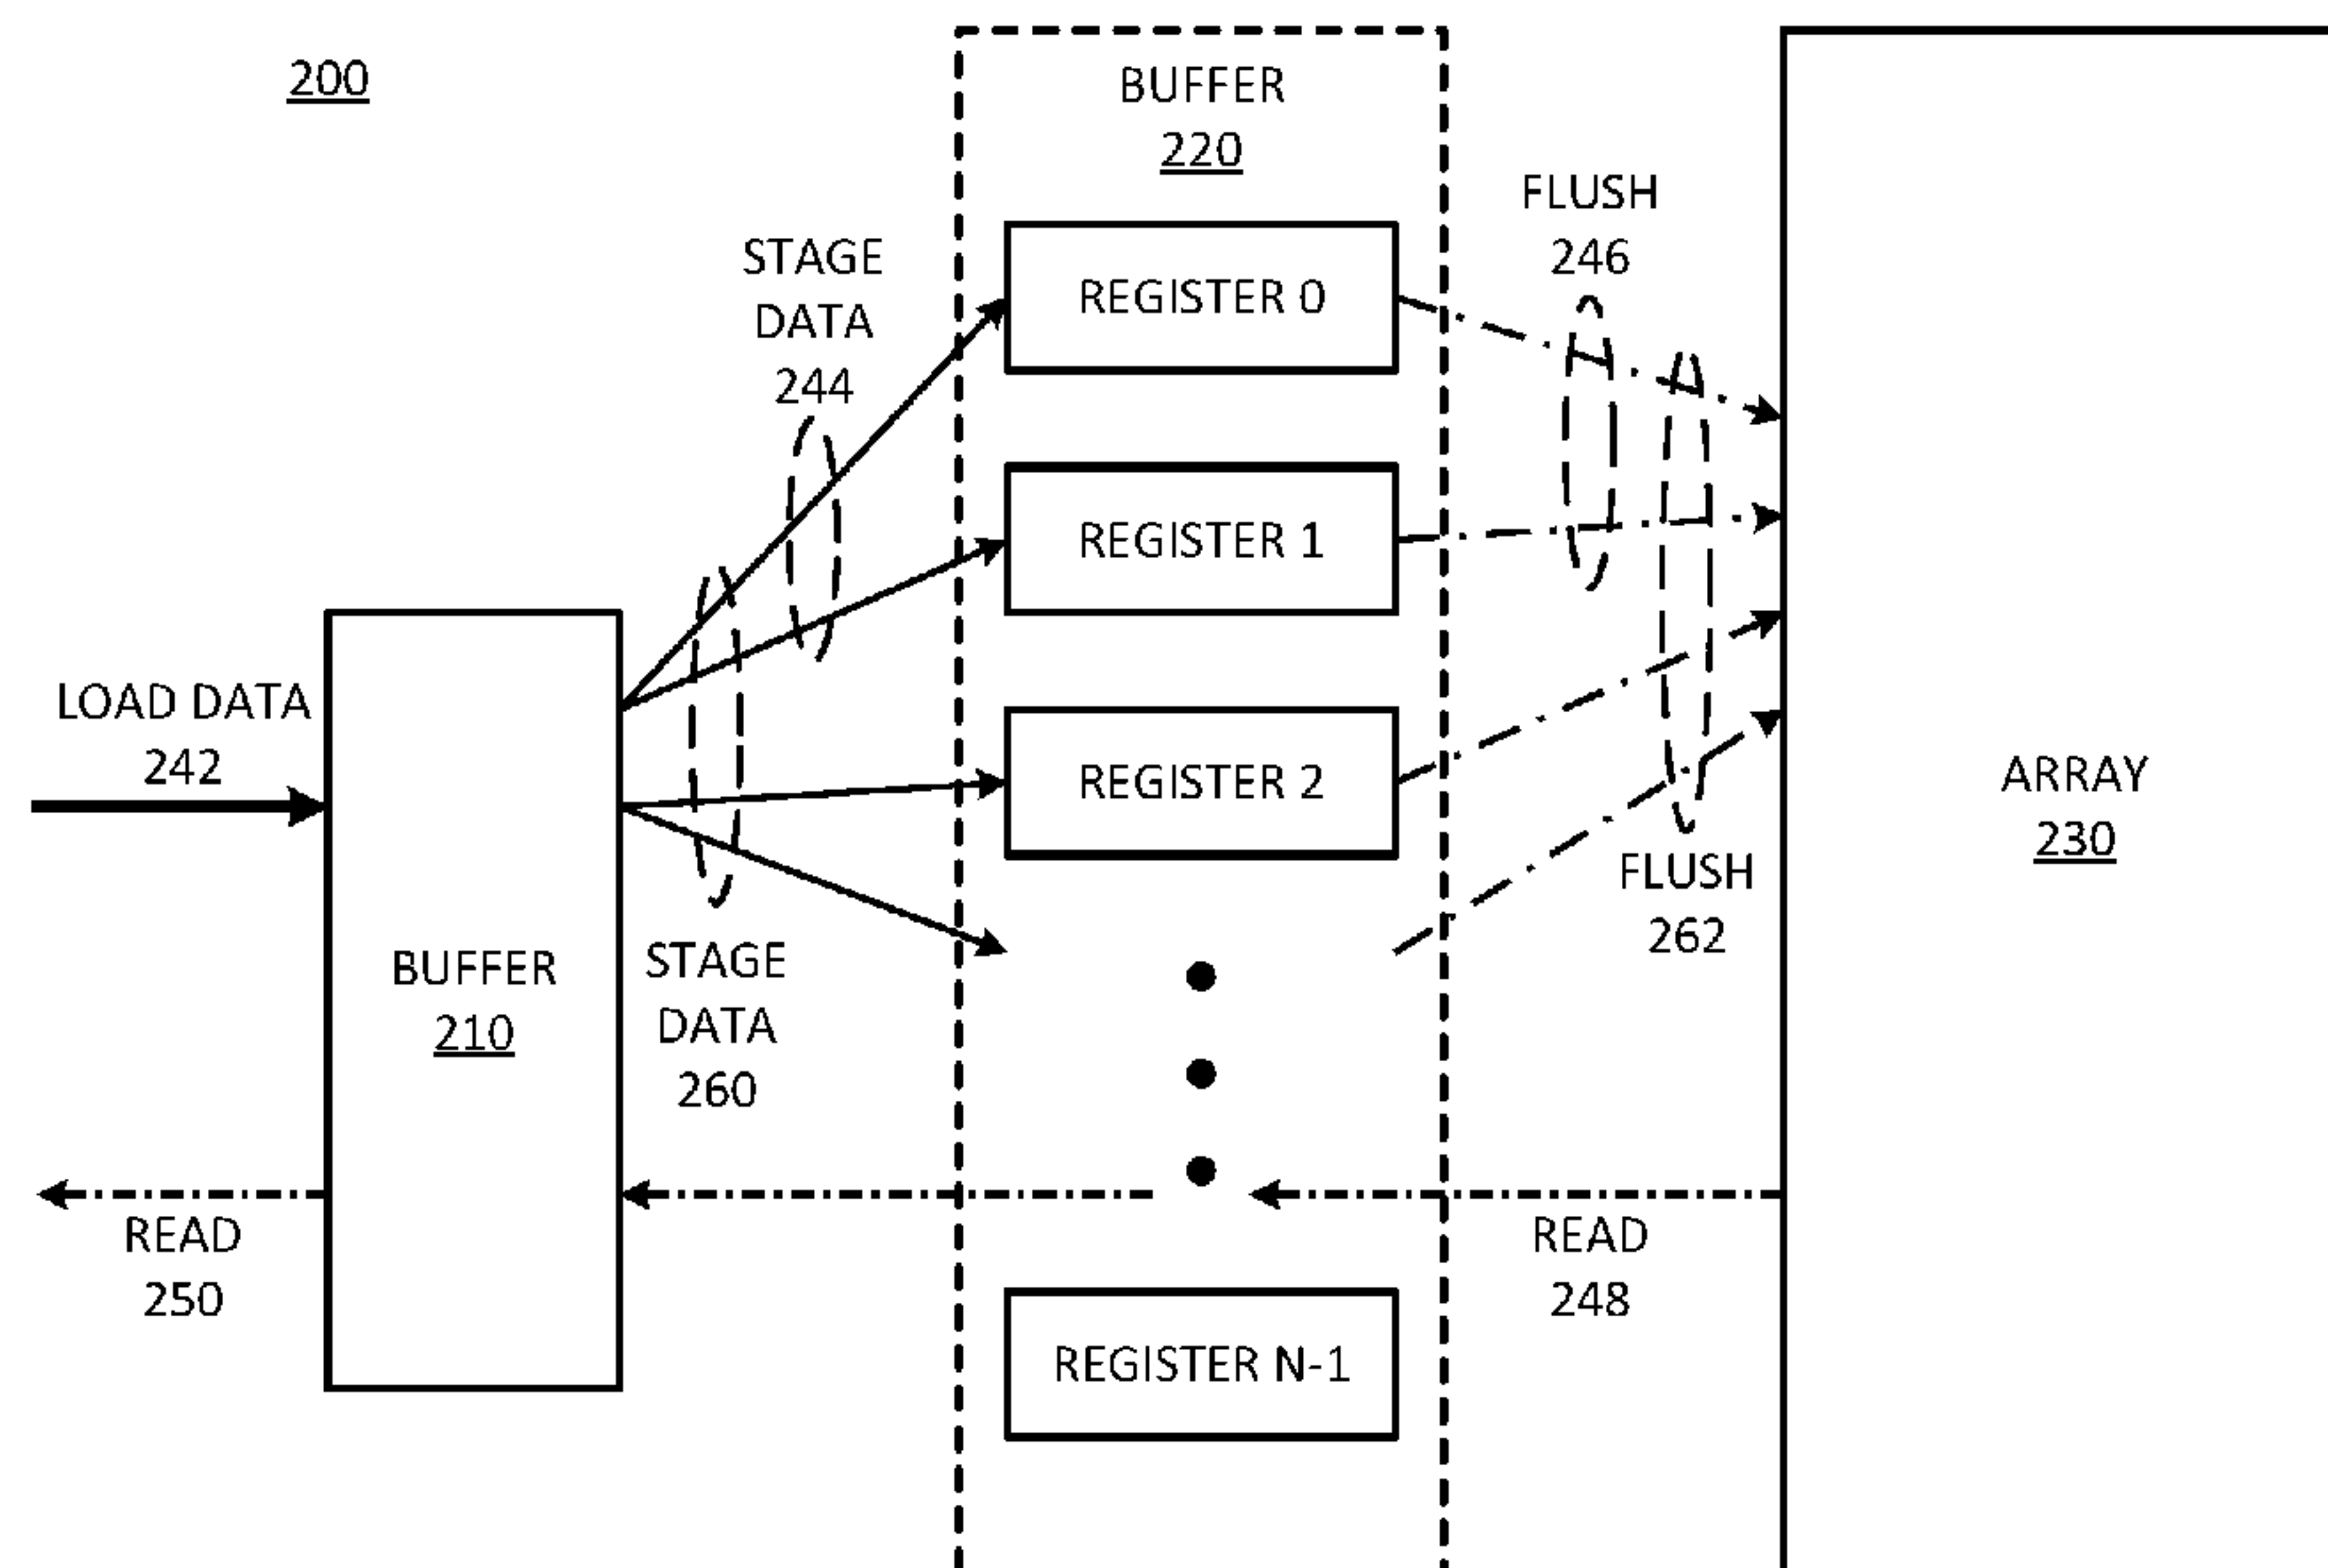 200
BUFFER
220
FLUSH
246
STAGE
DATA
244
REGISTER 0
REGISTER 1
LOAD DATA
242
REGISTER 2
ARRAY
230
FLUSH
262
BUFFER
210
STAGE
DATA
260
READ
250
READ
248
REGISTER N-1